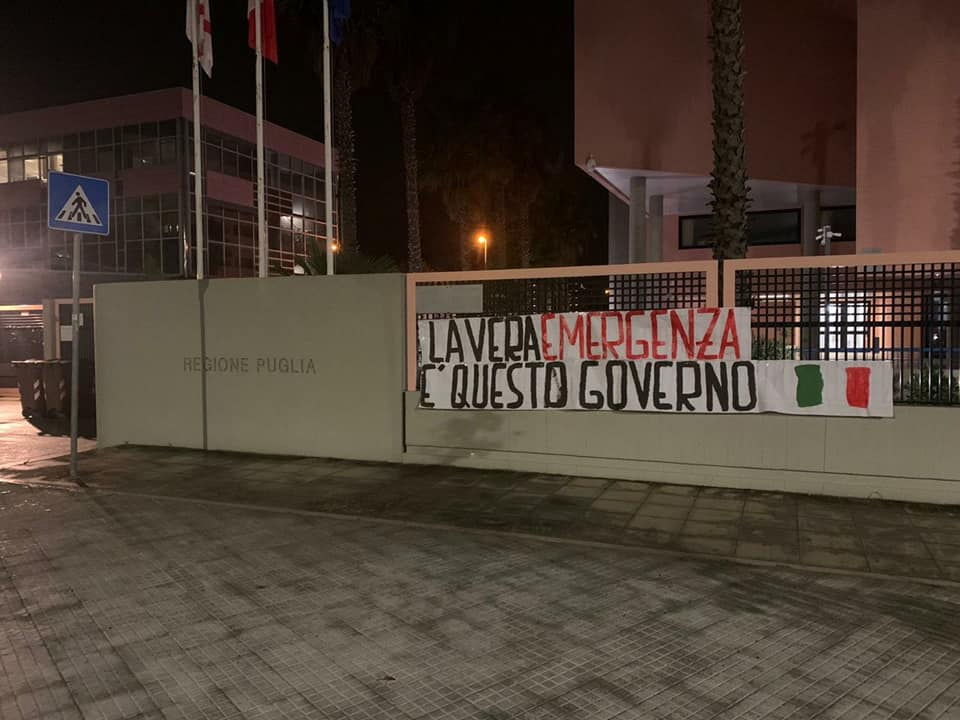 REGIONE PUGLIA
LA VERA EMERGENZA
E' QUESTO GOVERNO